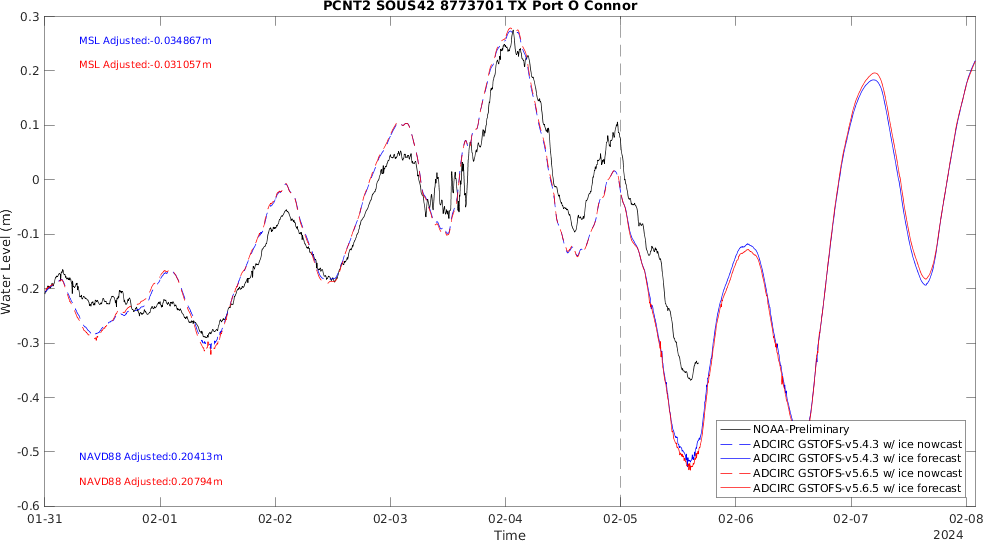 PCNT2 SOUS42 8773701 TX Port O Connor
0.3
0.2
0.1
0
-0.1
-0.2
-0.3
-0.4
-0.5
-0.6
Water Level (m)
MSL Adjusted:-0.034867m
MSL Adjusted:-0.031057m
NAVD88 Adjusted:0.20413m
NAVD88 Adjusted:0.20794m
NOAA-Preliminary
ADCIRC GSTOFS-v5.4.3 w/ ice nowcast
ADCIRC GSTOFS-v5.4.3 w/ ice forecast
ADCIRC GSTOFS-v5.6.5 w/ ice nowcast
ADCIRC GSTOFS-v5.6.5 w/ ice forecast
01-31 02-01 02-02 02-03 02-04 02-05 02-06 02-07 02-08
Time
2024